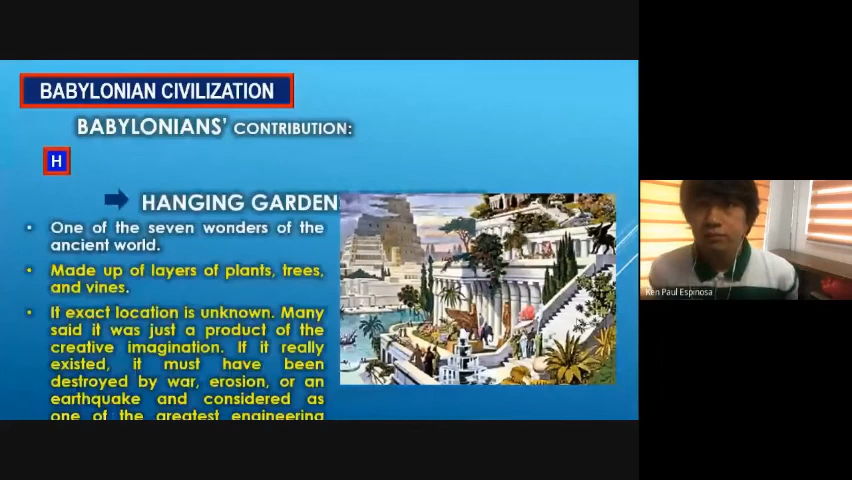 BABYLONIAN CIVILIZATION
BABYLONIANS' CONTRIBUTION:
H
HANGING GARDEN
• One of the seven wonders of the
ancient world.
• Made up of layers of plants, trees,
and vines.
• If exact location is unknown. Many
said it was just a product of the
creative imagination. If it really
existed, it must have been
destroyed by war, erosion, or an
earthquake and considered as
one of the greatest engineering
Ken Paul Espinosa